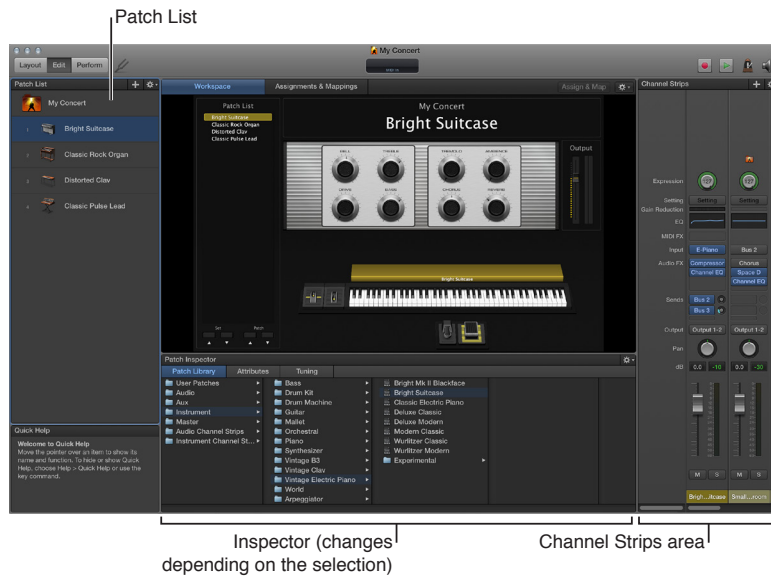 Patch List
My Concert
Layout Edit Perform
Patch List
My Concert
Bright Suitcase
Classic Rock Organ
Distorted Clav
Classic Pulse Lead
Quick Help
Welcome to Quick Help
Move the pointer over an item to show its
name and function. To hide or show Quick
Help, choose Help > Quick Help or use the
key command.
Workspace Assignments & Mappings Assign & Map
Patch List
Bright Suitcase
Classic Rock Organ
Distorted Clav
Classic Pulse Lead
Set Patch
My Concert
Bright Suitcase
BELL TREBLE TREMOLO
DRIVE BASS CHORUS REVERB
Output
Bright Suitcase
Patch Inspector
Patch Library Attributes Tuning
User Patches
Audio
Aux
Instrument
Master
Audio Channel Strips
Instrument Channel St...
Bass
Drum Kit
Drum Machine
Guitar
Mallet
Orchestral
Piano
Synthesizer
Vintage B3
Vintage Clav
Vintage Electric Piano
World
Arpeggiator
Bright Mk II Blackface
Bright Suitcase
Classic Electric Piano
Deluxe Classic
Deluxe Modern
Modern Classic
Wurlitzer Classic
Wurlitzer Modern
Experimental
Channel Strips
Expression
Setting Setting Setting
Gain Reduction
EQ
MIDI FX
Input E-Piano Bus 2
Audio FX Compressor Chorus
Channel EQ Space D
Channel EQ
Sends Bus 2
Bus 3
Output Output 1-2 Output 1-2
Pan
dB 0.0 -10 0.0 -30
M S M S
Brigh...itcase Small...room
Inspector (changes
depending on the selection)
Channel Strips area